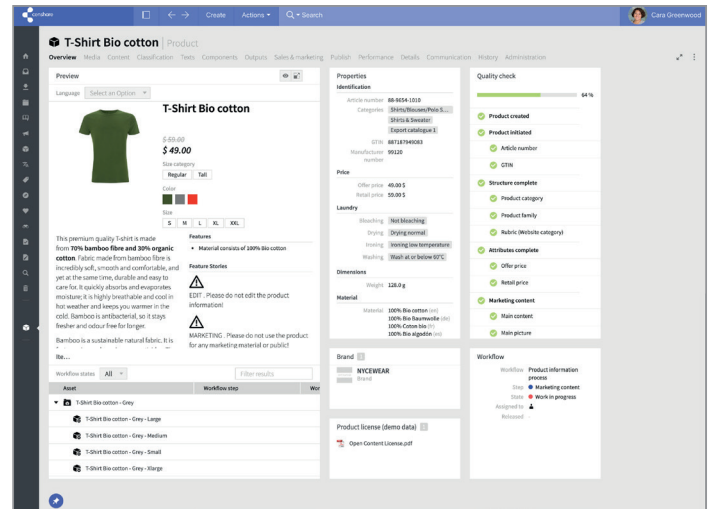 censhare
Create
Actions
Search
Cara Greenwood
T-Shirt Bio cotton | Product
Overview Media Content Classification Texts Components Outputs Sales & marketing Publish Performance Details Communication History Administration
Preview
Language Select an Option
T-Shirt Bio cotton
$ 59.00
$ 49.00
Size category
Regular Tall
Color
Size
S M L XL XXL
This premium quality T-shirt is made
from 70% bamboo fibre and 30% organic
cotton. Fabric made from bamboo fibre is
incredibly soft, smooth and comfortable, and
yet at the same time, durable and easy to
care for. It quickly absorbs and evaporates
moisture; it is highly breathable and cool in
hot weather and keeps you warmer in the
cold. Bamboo is antibacterial, so it stays
fresher and odour free for longer.
Bamboo is a sustainable natural fabric. It is
Ite...
Features
• Material consists of 100% Bio cotton
Feature Stories
EDIT . Please do not edit the product
information!
MARKETING . Please do not use the product
for any marketing material or public!
Workflow states All
Filter results
Asset Workflow step Wor
T-Shirt Bio cotton - Grey
T-Shirt Bio cotton - Grey - Large
T-Shirt Bio cotton - Grey - Medium
T-Shirt Bio cotton - Grey - Small
T-Shirt Bio cotton - Grey - Xlarge
Properties
Identification
Article number 88-9654-1010
Categories Shirts/Blouses/Polo S...
Shirts & Sweater
Export catalogue 1
GTIN 887187949083
Manufacturer 99120
number
Price
Offer price 49.00 $
Retail price 59.00 $
Laundry
Bleaching Not bleaching
Drying Drying normal
Ironing Ironing low temperature
Washing Wash at or below 60°C
Dimensions
Weight 128.0 g
Material
Material 100% Bio cotton (en)
100% Bio Baumwolle (de)
100% Coton bio (fr)
100% Bio algodón (es)
Brand
NYCEWEAR
Brand
Product license (demo data)
Open Content License.pdf
Quality check
64 %
Product created
Product initiated
Article number
GTIN
Structure complete
Product category
Product family
Rubric (Website category)
Attributes complete
Offer price
Retail price
Marketing content
Main content
Main picture
Workflow
Workflow Product information
process
Step Marketing content
State Work in progress
Assigned to
Released -